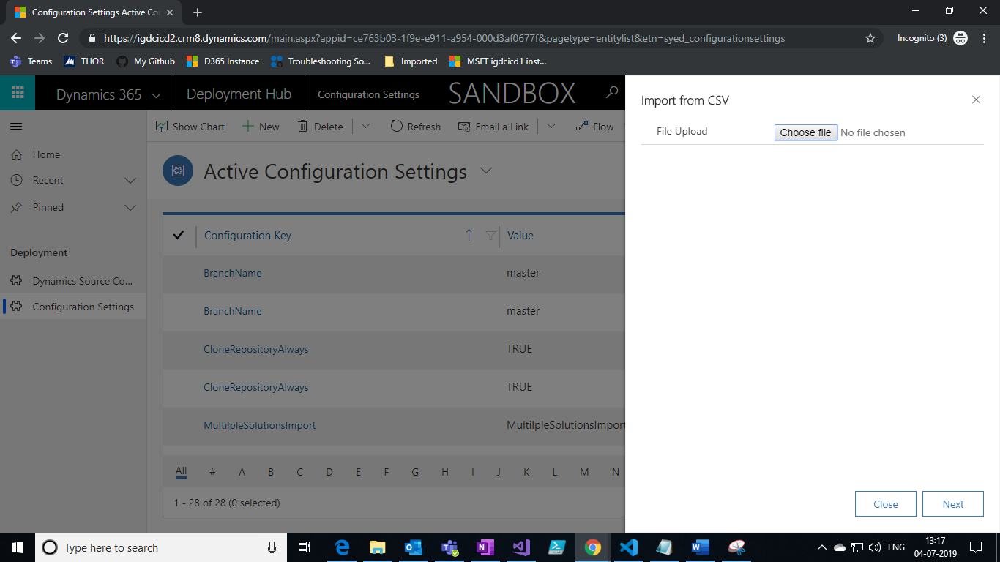 Configuration Settings Active Co
https://igdcicd2.crm8.dynamics.com/main.aspx?appid=ce763b03-1f9e-e911-a954-000d3af0677f&pagetype=entitylist&etn=syed_configurationsettings
Incognito (3)
Teams THOR My Github D365 Instance Troubleshooting So... Imported MSFT igdcicd1 inst...
Dynamics 365 Deployment Hub Configuration Settings SANDBOX
Import from CSV
File Upload Choose file No file chosen
Show Chart New Delete Refresh Email a Link Flow
Home
Recent
Pinned
Deployment
Dynamics Source Co...
Configuration Settings
Active Configuration Settings
Configuration Key Value
BranchName master
BranchName master
CloneRepositoryAlways TRUE
CloneRepositoryAlways TRUE
MultiIpleSolutionsImport MultiIpleSolutionsImport
All # A B C D E F G H I J K L M N
1 - 28 of 28 (0 selected)
Close Next
Type here to search
ENG
13:17
04-07-2019